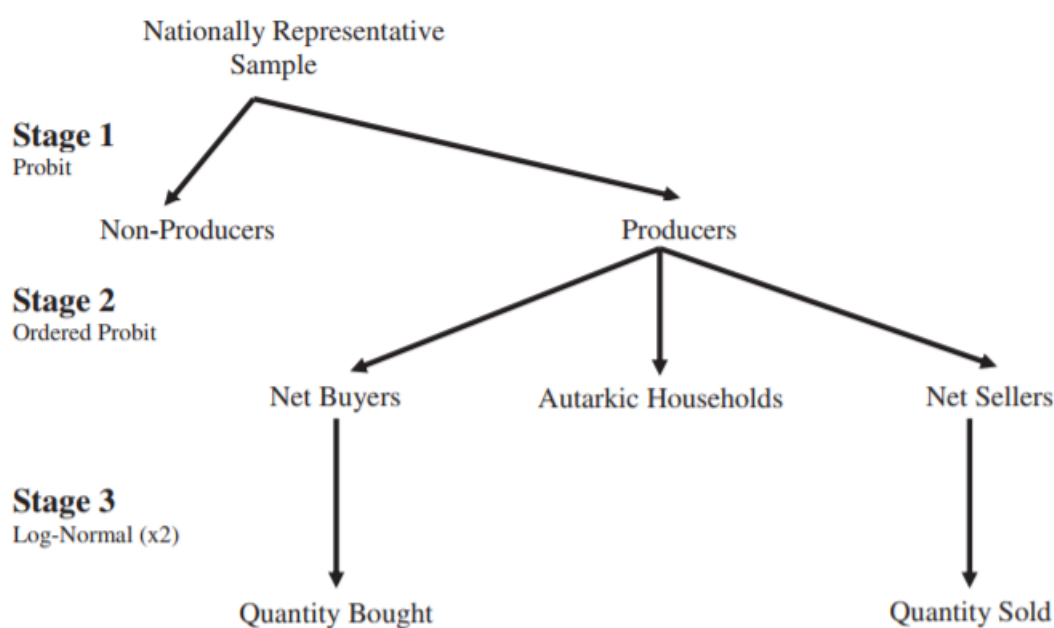 Nationally Representative
Sample
Stage 1
Probit
Non-Producers
Producers
Stage 2
Ordered Probit
Net Buyers
Autarkic Households
Net Sellers
Stage 3
Log-Normal (x2)
Quantity Bought
Quantity Sold